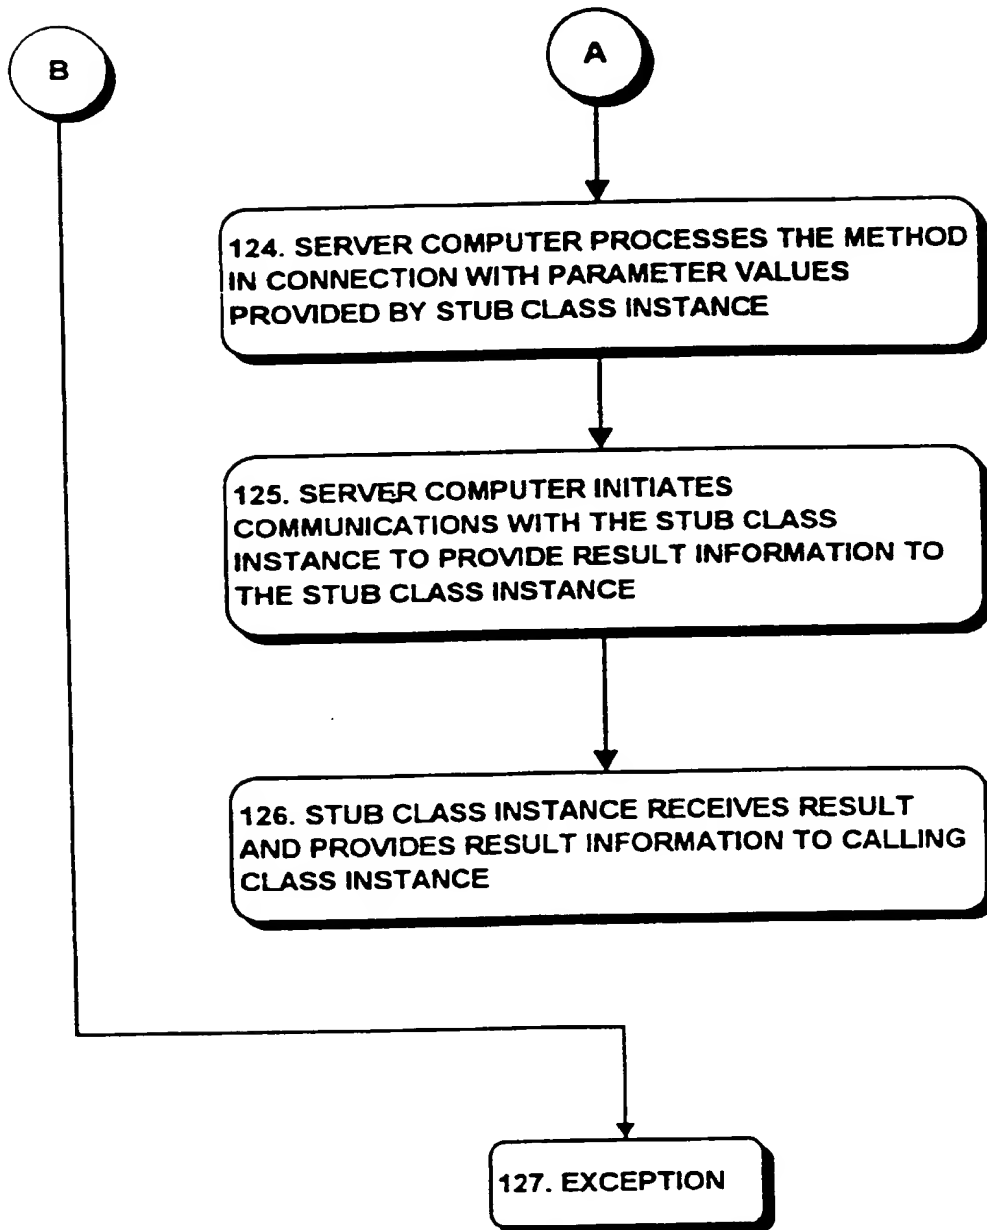 B
A
124. SERVER COMPUTER PROCESSES THE METHOD
IN CONNECTION WITH PARAMETER VALUES
PROVIDED BY STUB CLASS INSTANCE
125. SERVER COMPUTER INITIATES
COMMUNICATIONS WITH THE STUB CLASS
INSTANCE TO PROVIDE RESULT INFORMATION TO
THE STUB CLASS INSTANCE
126. STUB CLASS INSTANCE RECEIVES RESULT
AND PROVIDES RESULT INFORMATION TO CALLING
CLASS INSTANCE
127. EXCEPTION